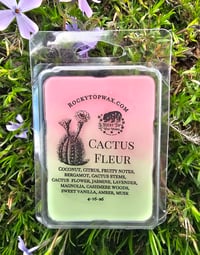 RockyTopWax.com
Cactus
Fleur
Coconut, Citrus, Fruity Notes,
Bergamot, Cactus Stems,
Cactus Flower, Jasmine, Lavender,
Magnolia, Cashmere Woods,
Sweet Vanilla, Amber, Musk